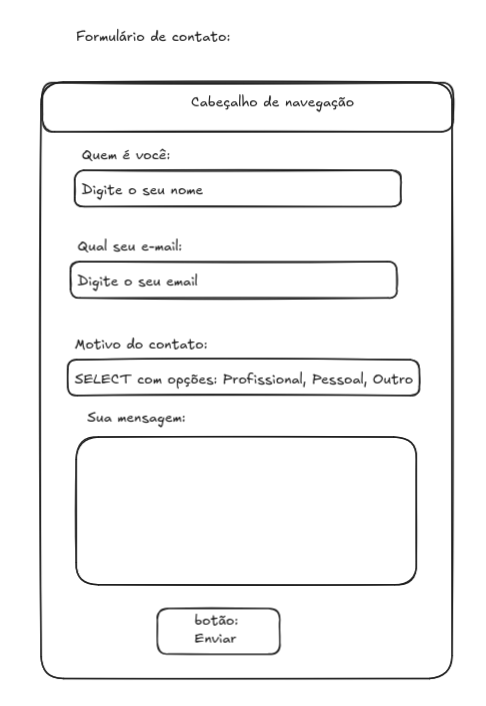 Formulário de contato:
Cabeçalho de navegação
Quem é você:
Digite o seu nome
Qual seu e-mail:
Digite o seu email
Motivo do contato:
SELECT com opções: Profissional, Pessoal, Outro
Sua mensagem:
botão:
Enviar